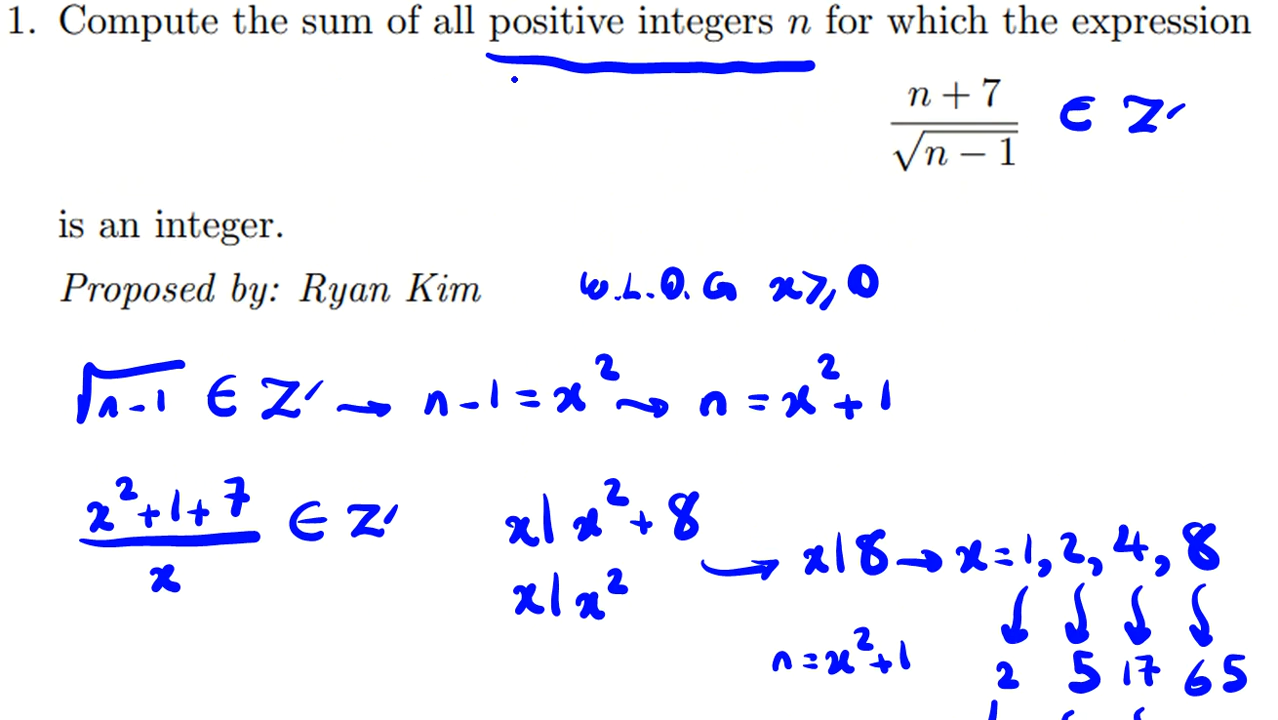 1. Compute the sum of all positive integers n for which the expression
n + 7
√n − 1
∈ Z
is an integer.
Proposed by: Ryan Kim
W.L.O.G x ≥ 0
√n-1 ∈ Z → n-1 = x² → n = x² + 1
x² + 1 + 7
x
∈ Z
x | x² + 8
x | x²
→ x | 8 → x = 1, 2, 4, 8
↓ ↓ ↓ ↓
n = x² + 1
2 5 17 65